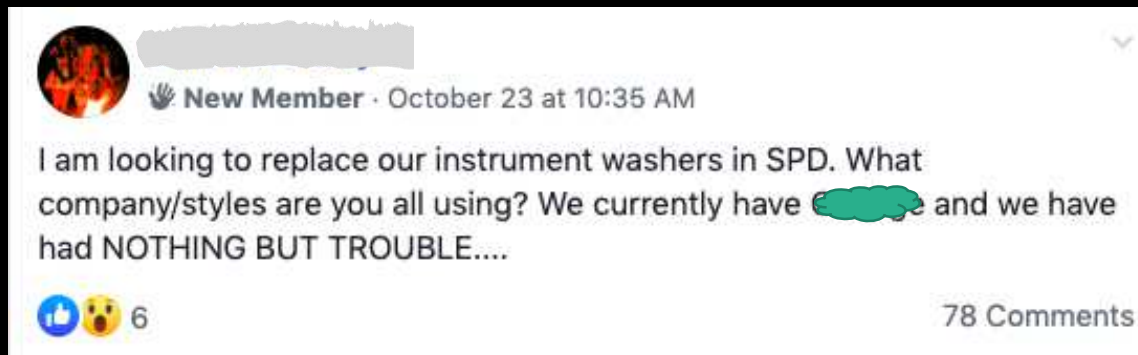 New Member · October 23 at 10:35 AM
I am looking to replace our instrument washers in SPD. What
company/styles are you all using? We currently have and we have
had NOTHING BUT TROUBLE....
6
78 Comments